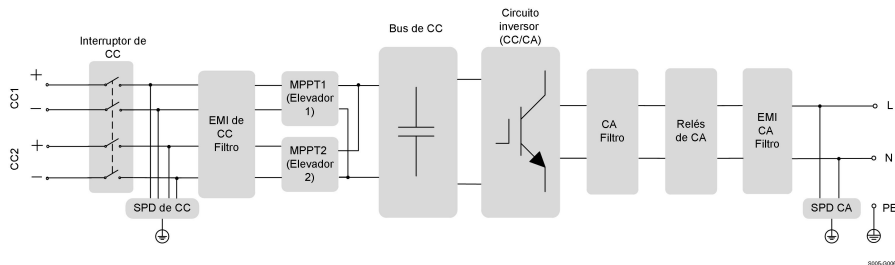 Interruptor de
CC
CC1
+
−
CC2
+
−
SPD de CC
EMI de
CC
Filtro
MPPT1
(Elevador
1)
MPPT2
(Elevador
2)
Bus de CC
Circuito
inversor
(CC/CA)
CA
Filtro
Relés
de CA
EMI
CA
Filtro
SPD CA
L
N
PE